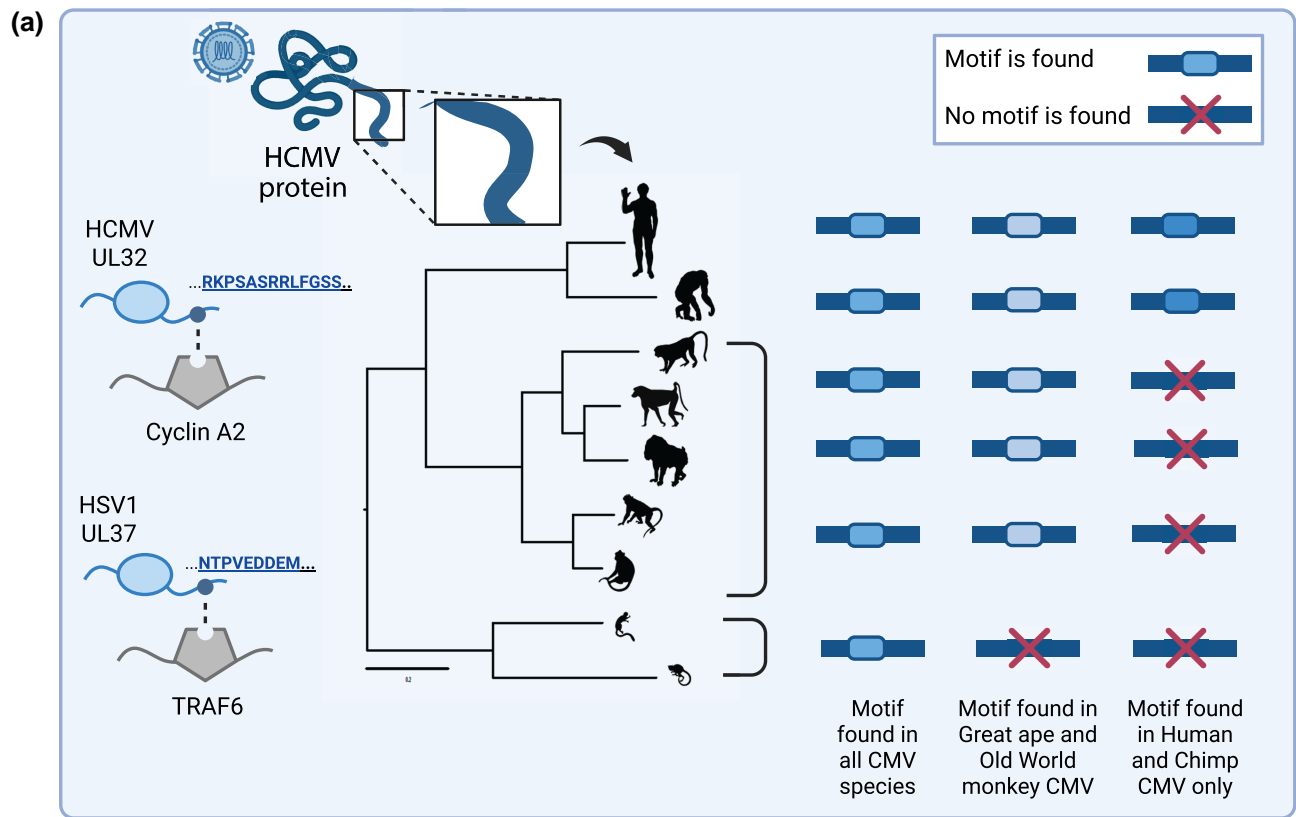 (a)
HCMV
protein
Motif is found
No motif is found
HCMV
UL32
...RKPSASRRLFGSS..
Cyclin A2
HSV1
UL37
...NTPVEDDEM...
TRAF6
0.2
Motif
found in
all CMV
species
Motif found in
Great ape and
Old World
monkey CMV
Motif found
in Human
and Chimp
CMV only